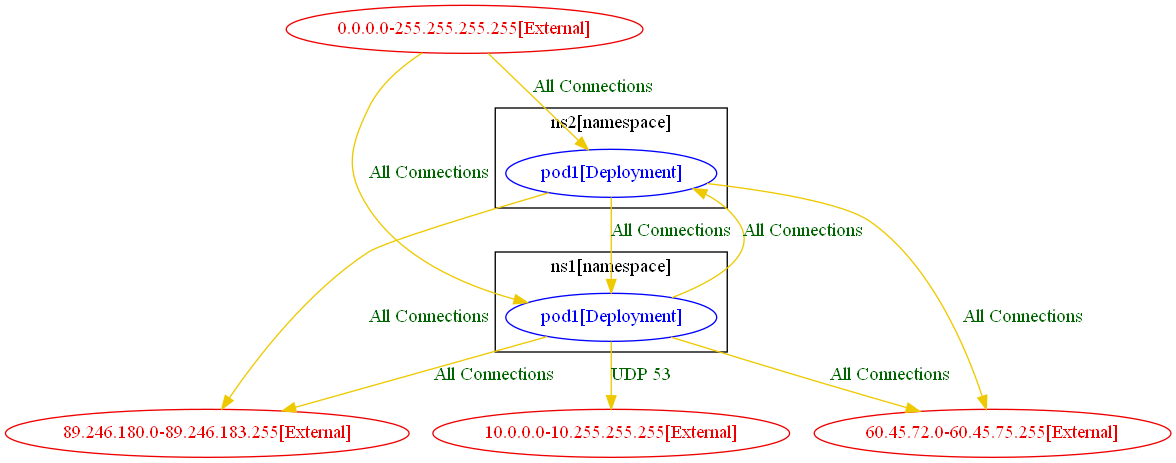 0.0.0.0-255.255.255.255[External]
All Connections
ns2[namespace]
All Connections
pod1[Deployment]
All Connections
All Connections
ns1[namespace]
All Connections
pod1[Deployment]
All Connections
All Connections
UDP 53
All Connections
89.246.180.0-89.246.183.255[External]
10.0.0.0-10.255.255.255[External]
60.45.72.0-60.45.75.255[External]